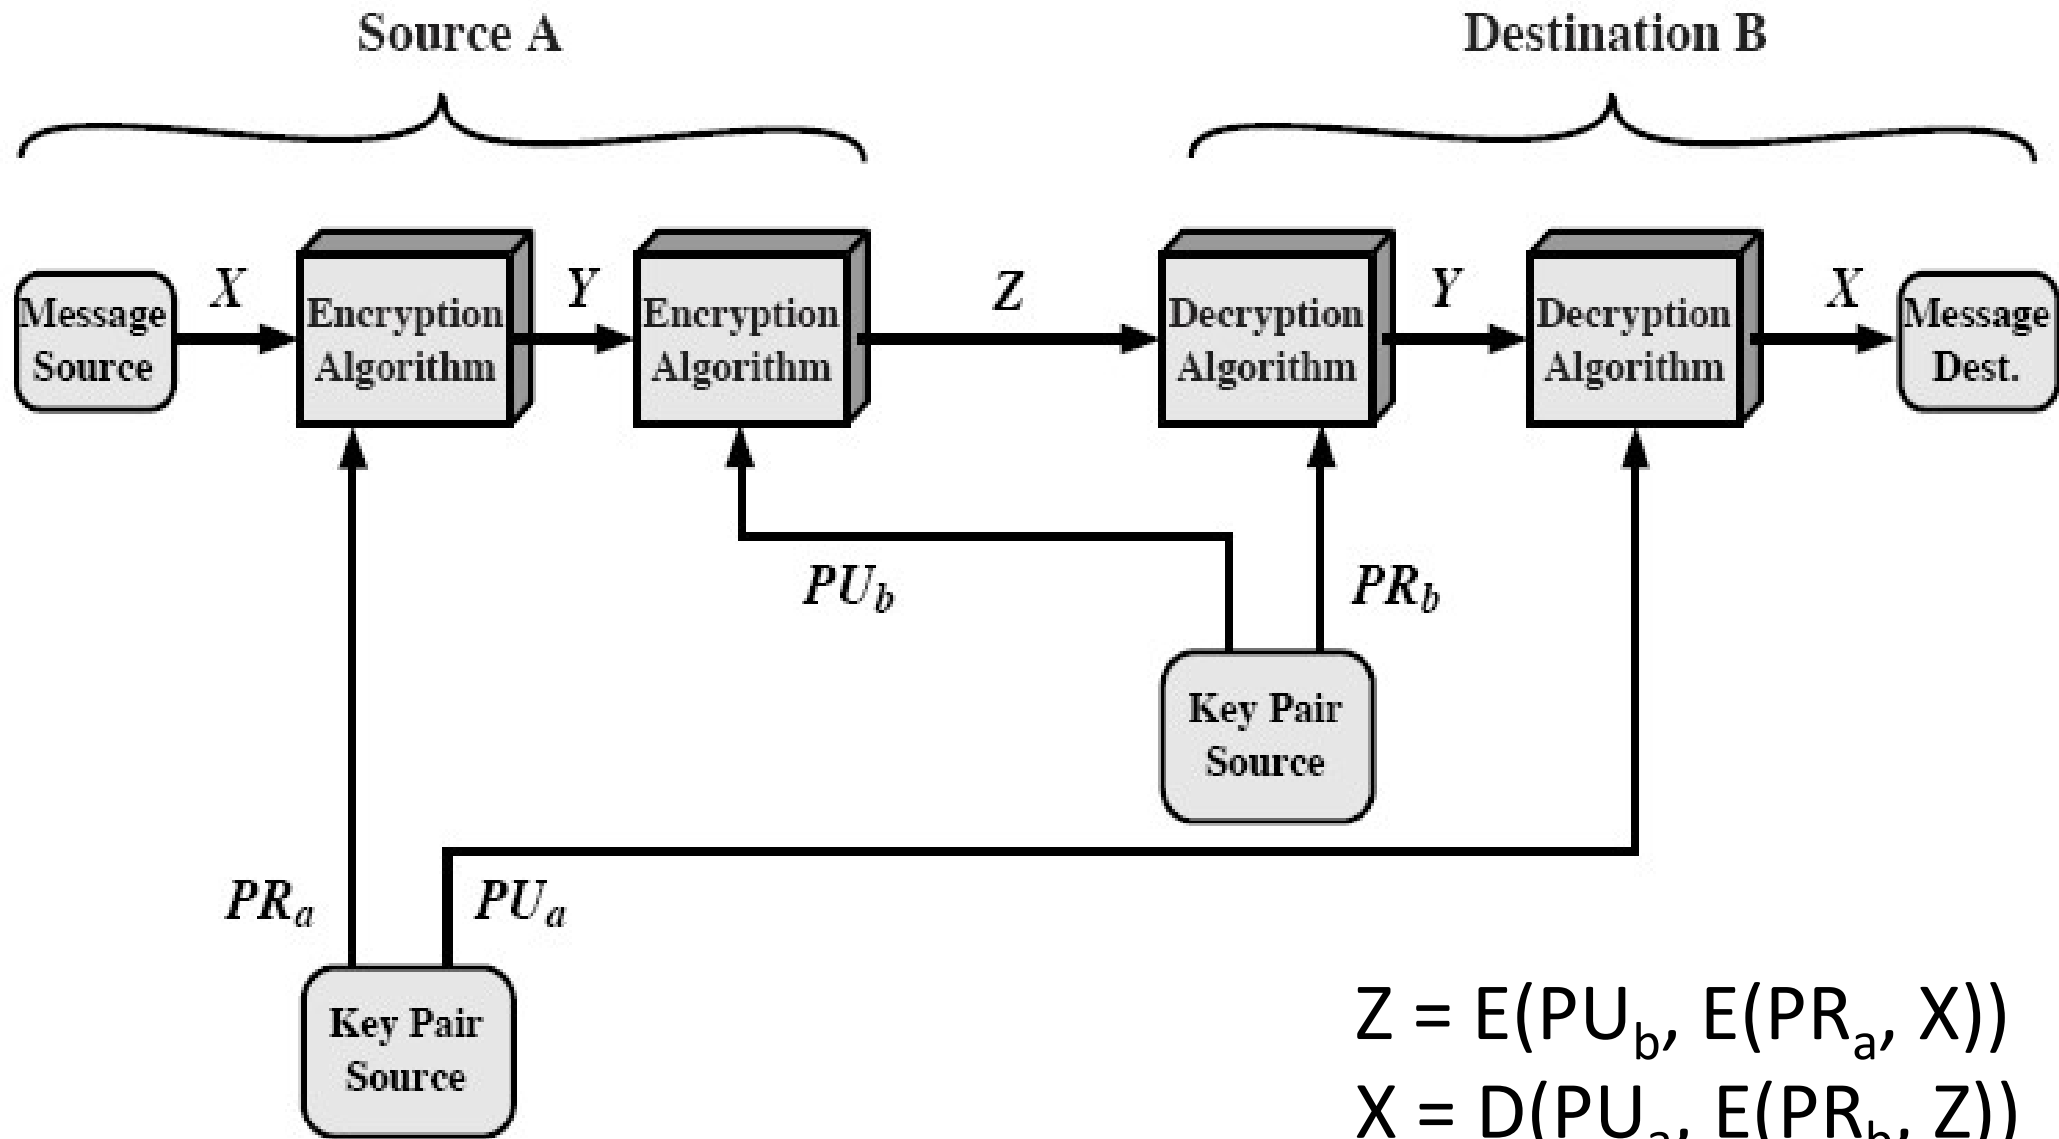 Source A
Destination B
Message
Source
X
Encryption
Algorithm
Y
Encryption
Algorithm
Z
Decryption
Algorithm
Y
Decryption
Algorithm
X
Message
Dest.
PUb
PRb
Key Pair
Source
PRa
PUa
Key Pair
Source
Z = E(PUb, E(PRa, X))
X = D(PUa, E(PRb, Z))